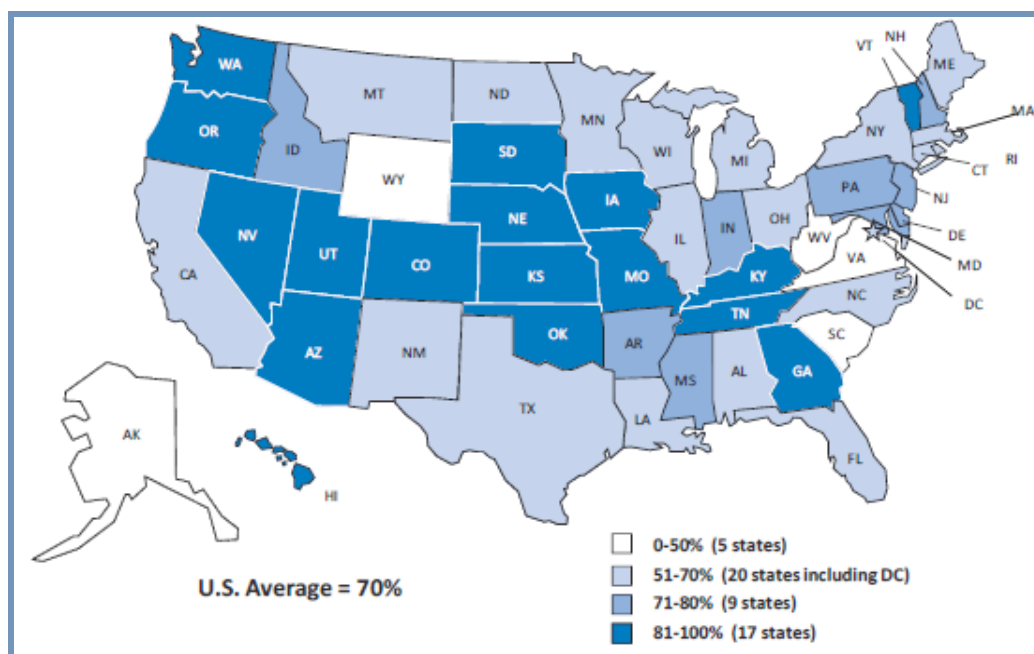 VT
NH
WA
MT
ND
ME
MA
OR
MN
ID
SD
WI
NY
MI
RI
CT
WY
PA
NJ
IA
NE
OH
IN
DE
IL
WV
NV
UT
CO
VA
MD
CA
KS
MO
KY
NC
DC
TN
OK
SC
AZ
NM
AR
MS
AL
GA
TX
LA
AK
FL
HI
0-50% (5 states)
51-70% (20 states including DC)
U.S. Average = 70%
71-80% (9 states)
81-100% (17 states)